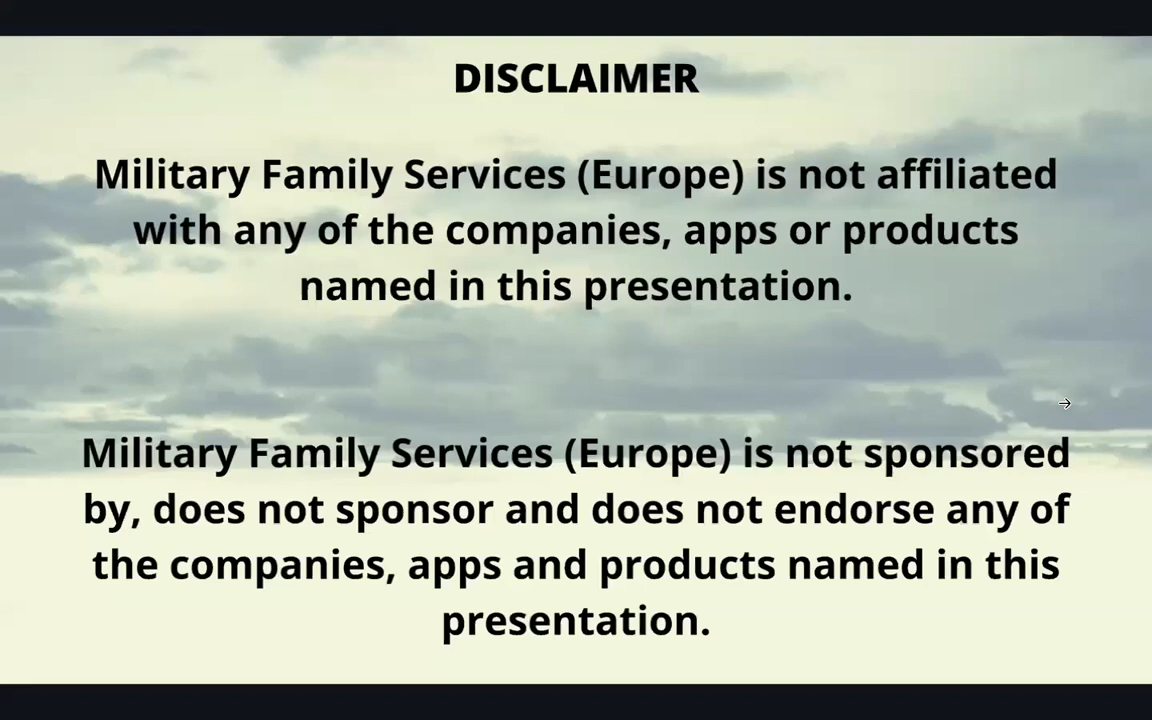 DISCLAIMER
Military Family Services (Europe) is not affiliated
with any of the companies, apps or products
named in this presentation.
Military Family Services (Europe) is not sponsored
by, does not sponsor and does not endorse any of
the companies, apps and products named in this
presentation.